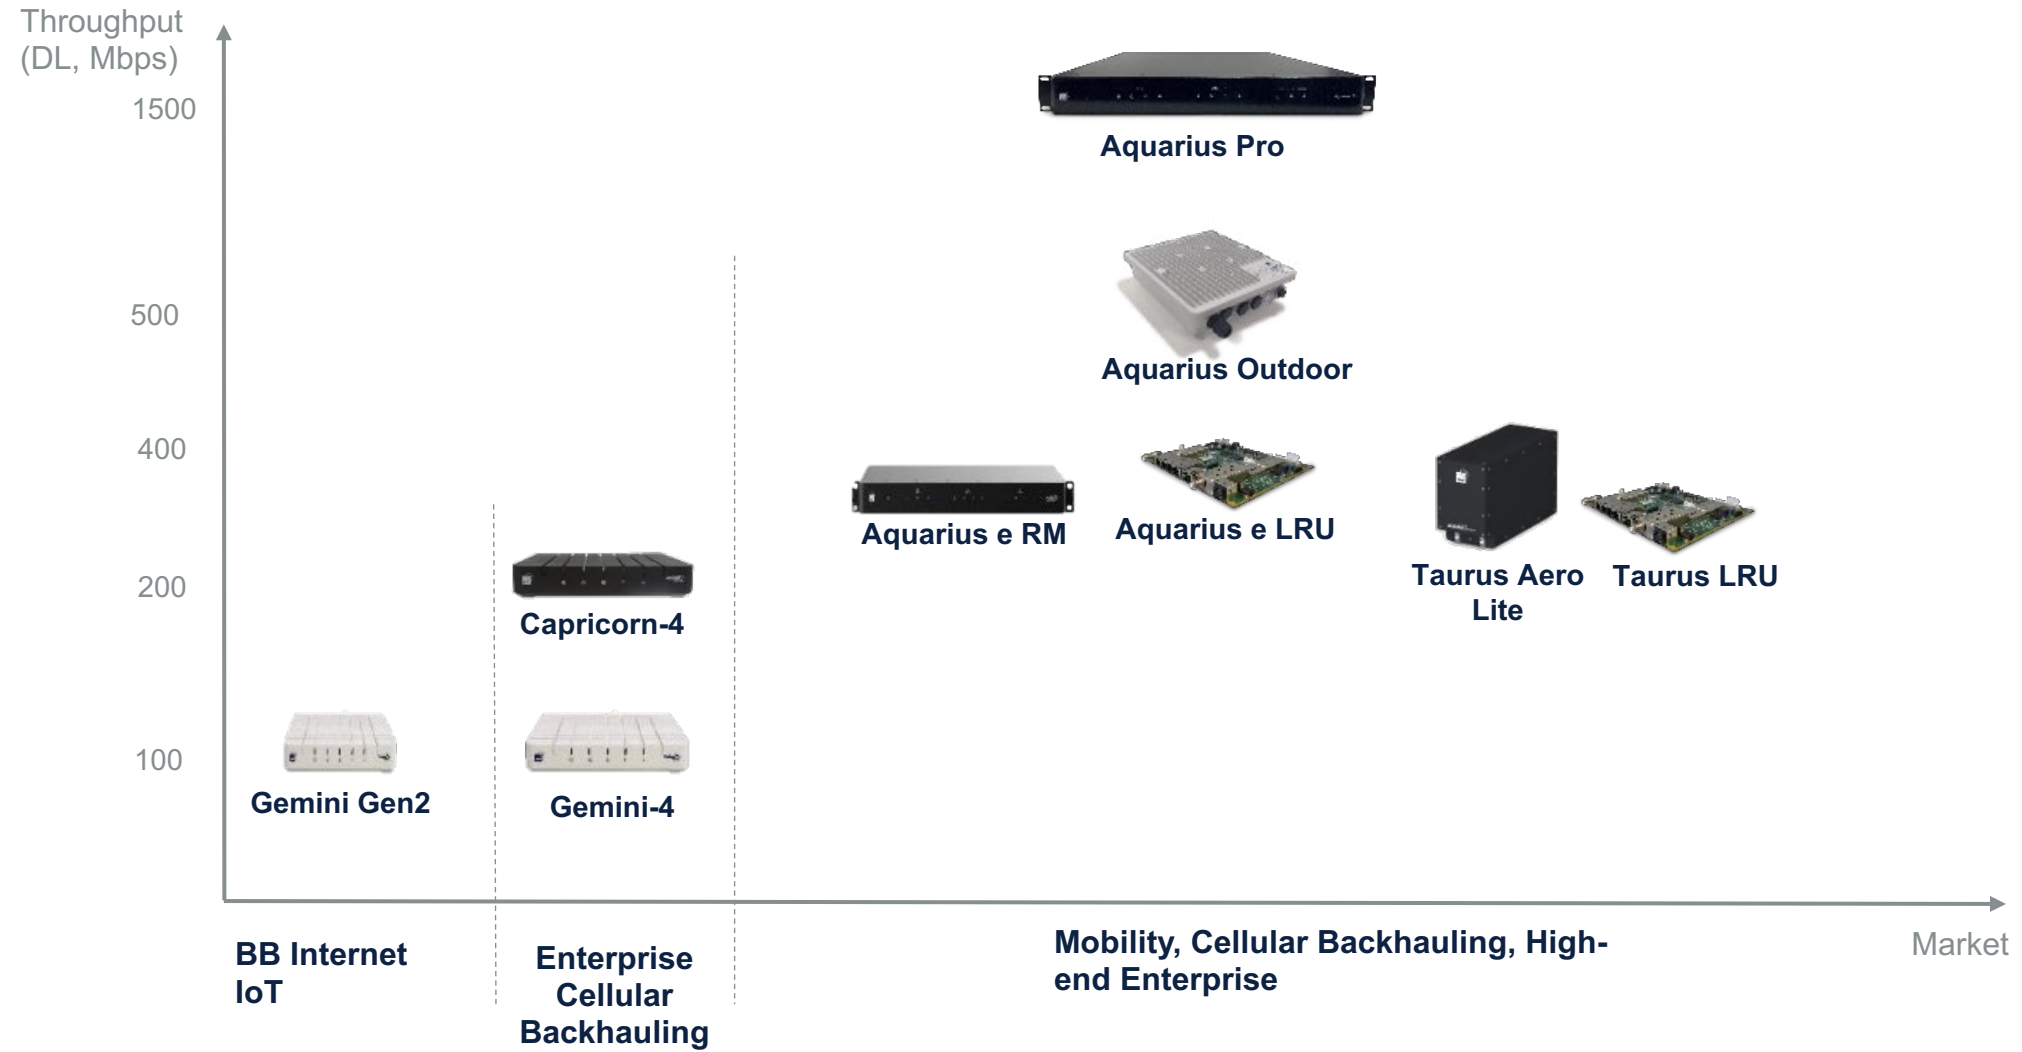 Throughput
(DL, Mbps)
1500
Aquarius Pro
500
Aquarius Outdoor
400
Aquarius e RM
Aquarius e LRU
Taurus Aero
Lite
Taurus LRU
200
Capricorn-4
100
Gemini Gen2
Gemini-4
BB Internet
IoT
Enterprise
Cellular
Backhauling
Mobility, Cellular Backhauling, High-
end Enterprise
Market